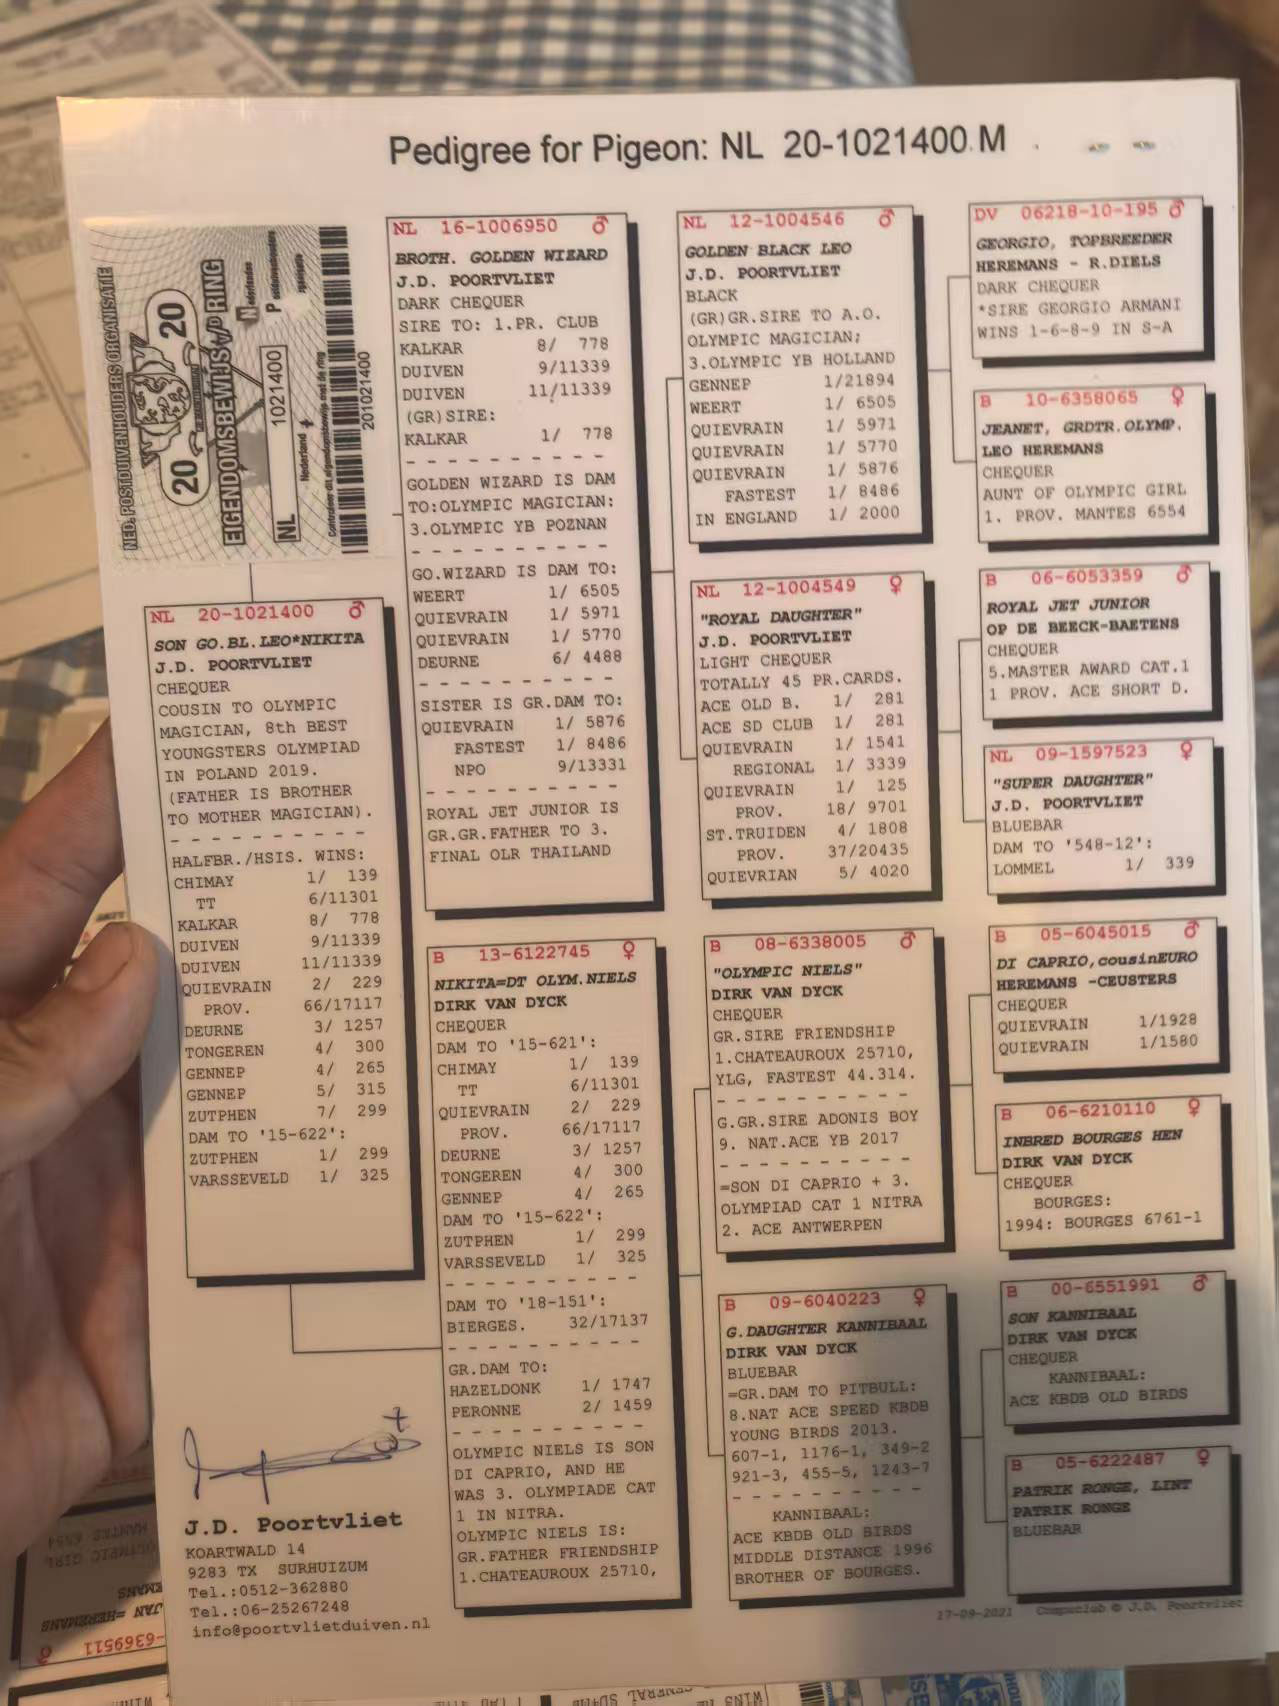 Pedigree for Pigeon: NL 20-1021400 M
NED. POSTDUIVENHOUDERS ORGANISATIE
20 20
EIGENDOMSBEWIJS V/D RING
Nederlandse
Postduivenhouders
NL 1021400
Nederland
Controleer dit eigendomsbewijs met de ring
201021400
NL 20-1021400 ♂
SON GO.BL.LEO*NIKITA
J.D. POORTVLIET
CHEQUER
COUSIN TO OLYMPIC
MAGICIAN, 8th BEST
YOUNGSTERS OLYMPIAD
IN POLAND 2019.
(FATHER IS BROTHER
TO MOTHER MAGICIAN).
- - - - - - - - - -
HALFBR./HSIS. WINS:
CHIMAY 1/ 139
TT 6/11301
KALKAR 8/ 778
DUIVEN 9/11339
DUIVEN 11/11339
QUIEVRAIN 2/ 229
PROV. 66/17117
DEURNE 3/ 1257
TONGEREN 4/ 300
GENNEP 4/ 265
GENNEP 5/ 315
ZUTPHEN 7/ 299
DAM TO '15-622':
ZUTPHEN 1/ 299
VARSSEVELD 1/ 325
NL 16-1006950 ♂
BROTH. GOLDEN WIZARD
J.D. POORTVLIET
DARK CHEQUER
SIRE TO: 1.PR. CLUB
KALKAR 8/ 778
DUIVEN 9/11339
DUIVEN 11/11339
(GR)SIRE:
KALKAR 1/ 778
- - - - - - - - - -
GOLDEN WIZARD IS DAM
TO:OLYMPIC MAGICIAN:
3.OLYMPIC YB POZNAN
- - - - - - - - - -
GO.WIZARD IS DAM TO:
WEERT 1/ 6505
QUIEVRAIN 1/ 5971
QUIEVRAIN 1/ 5770
DEURNE 6/ 4488
- - - - - - - - - -
SISTER IS GR.DAM TO:
QUIEVRAIN 1/ 5876
FASTEST 1/ 8486
NPO 9/13331
- - - - - - - - - -
ROYAL JET JUNIOR IS
GR.GR.FATHER TO 3.
FINAL OLR THAILAND
B 13-6122745 ♀
NIKITA=DT OLYM.NIELS
DIRK VAN DYCK
CHEQUER
DAM TO '15-621':
CHIMAY 1/ 139
TT 6/11301
QUIEVRAIN 2/ 229
PROV. 66/17117
DEURNE 3/ 1257
TONGEREN 4/ 300
GENNEP 4/ 265
DAM TO '15-622':
ZUTPHEN 1/ 299
VARSSEVELD 1/ 325
- - - - - - - - - -
DAM TO '18-151':
BIERGES. 32/17137
- - - - - - - - - -
GR.DAM TO:
HAZELDONK 1/ 1747
PERONNE 2/ 1459
- - - - - - - - - -
OLYMPIC NIELS IS SON
DI CAPRIO, AND HE
WAS 3. OLYMPIADE CAT
1 IN NITRA.
OLYMPIC NIELS IS:
GR.FATHER FRIENDSHIP
1.CHATEAUROUX 25710,
NL 12-1004546 ♂
GOLDEN BLACK LEO
J.D. POORTVLIET
BLACK
(GR)GR.SIRE TO A.O.
OLYMPIC MAGICIAN;
3.OLYMPIC YB HOLLAND
GENNEP 1/21894
WEERT 1/ 6505
QUIEVRAIN 1/ 5971
QUIEVRAIN 1/ 5770
QUIEVRAIN 1/ 5876
FASTEST 1/ 8486
IN ENGLAND 1/ 2000
NL 12-1004549 ♀
"ROYAL DAUGHTER"
J.D. POORTVLIET
LIGHT CHEQUER
TOTALLY 45 PR.CARDS.
ACE OLD B. 1/ 281
ACE SD CLUB 1/ 281
QUIEVRAIN 1/ 1541
REGIONAL 1/ 3339
QUIEVRAIN 1/ 125
PROV. 18/ 9701
ST.TRUIDEN 4/ 1808
PROV. 37/20435
QUIEVRIAN 5/ 4020
B 08-6338005 ♂
"OLYMPIC NIELS"
DIRK VAN DYCK
CHEQUER
GR.SIRE FRIENDSHIP
1.CHATEAUROUX 25710,
YLG, FASTEST 44.314.
- - - - - - - - - -
G.GR.SIRE ADONIS BOY
9. NAT.ACE YB 2017
- - - - - - - - - -
=SON DI CAPRIO + 3.
OLYMPIAD CAT 1 NITRA
2. ACE ANTWERPEN
B 09-6040223 ♀
G.DAUGHTER KANNIBAAL
DIRK VAN DYCK
BLUEBAR
=GR.DAM TO PITBULL:
8.NAT ACE SPEED KBDB
YOUNG BIRDS 2013.
607-1, 1176-1, 349-2
921-3, 455-5, 1243-7
- - - - - - - - - -
KANNIBAAL:
ACE KBDB OLD BIRDS
MIDDLE DISTANCE 1996
BROTHER OF BOURGES.
DV 06218-10-195 ♂
GEORGIO, TOPBREEDER
HEREMANS - R.DIELS
DARK CHEQUER
*SIRE GEORGIO ARMANI
WINS 1-6-8-9 IN S-A
B 10-6358065 ♀
JEANET, GRDTR.OLYMP.
LEO HEREMANS
CHEQUER
AUNT OF OLYMPIC GIRL
1. PROV. MANTES 6554
B 06-6053359 ♂
ROYAL JET JUNIOR
OP DE BEECK-BAETENS
CHEQUER
5.MASTER AWARD CAT.1
1 PROV. ACE SHORT D.
NL 09-1597523 ♀
"SUPER DAUGHTER"
J.D. POORTVLIET
BLUEBAR
DAM TO '548-12':
LOMMEL 1/ 339
B 05-6045015 ♂
DI CAPRIO,cousinEURO
HEREMANS -CEUSTERS
CHEQUER
QUIEVRAIN 1/1928
QUIEVRAIN 1/1580
B 06-6210110 ♀
INBRED BOURGES HEN
DIRK VAN DYCK
CHEQUER
BOURGES:
1994: BOURGES 6761-1
B 00-6551991 ♂
SON KANNIBAAL
DIRK VAN DYCK
CHEQUER
KANNIBAAL:
ACE KBDB OLD BIRDS
B 05-6222487 ♀
PATRIK RONGE, LINT
PATRIK RONGE
BLUEBAR
J.D. Poortvliet
KOARTWALD 14
9283 TX SURHUIZUM
Tel.:0512-362880
Tel.:06-25267248
info@poortvlietduiven.nl
17-09-2021 Compuclub © J.D. Poortvliet
-6369511
JAN =HEREMANS
OLYMPIC GIRL
MANTES 6554